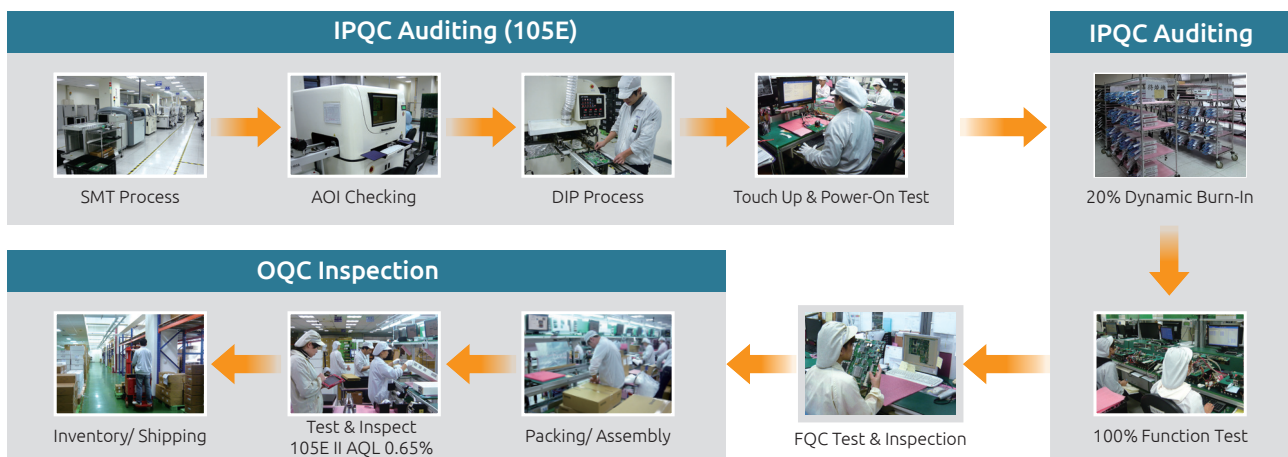 IPQC Auditing (105E)
SMT Process
AOI Checking
DIP Process
Touch Up & Power-On Test
IPQC Auditing
20% Dynamic Burn-In
100% Function Test
FQC Test & Inspection
OQC Inspection
Packing/ Assembly
Test & Inspect
105E II AQL 0.65%
Inventory/ Shipping